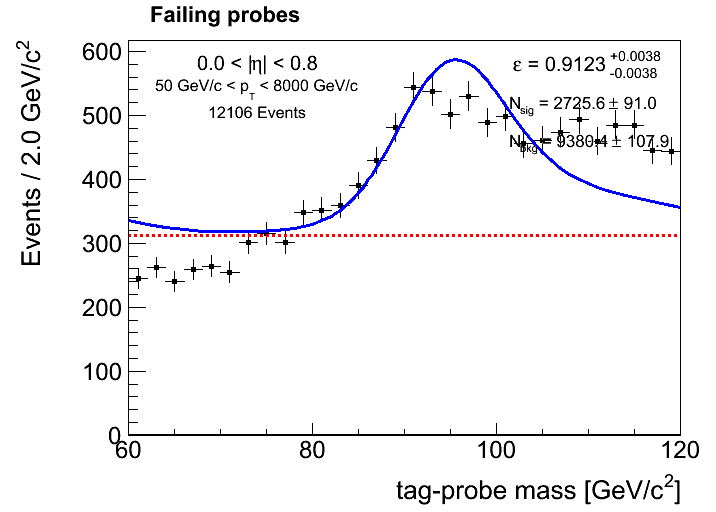 Failing probes
Events / 2.0 GeV/c²
600
500
400
300
200
100
0
0.0 < |η| < 0.8
50 GeV/c < p_T < 8000 GeV/c
12106 Events
ε = 0.9123 +0.0038 -0.0038
N_sig = 2725.6 ± 91.0
N_bkg = 9380.4 ± 107.9
60 80 100 120
tag-probe mass [GeV/c²]